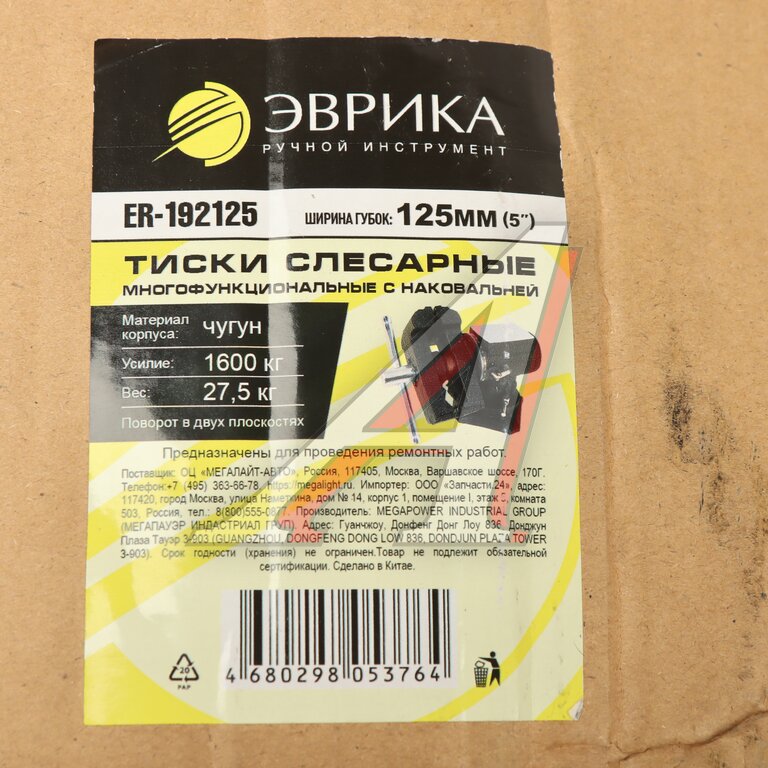 ЭВРИКА
РУЧНОЙ ИНСТРУМЕНТ
ER-192125
ШИРИНА ГУБОК: 125ММ (5″)
ТИСКИ СЛЕСАРНЫЕ
МНОГОФУНКЦИОНАЛЬНЫЕ С НАКОВАЛЬНЕЙ
Материал корпуса: чугун
Усилие: 1600 кг
Вес: 27,5 кг
Поворот в двух плоскостях
Предназначены для проведения ремонтных работ.
Поставщик: ОЦ «МЕГАЛАЙТ-АВТО», Россия, 117405, Москва, Варшавское шоссе, 170Г.
Телефон:+7 (495) 363-66-78 https://megalight.ru. Импортер: ООО «Запчасти.24», адрес:
117420, город Москва, улица Наметкина, дом № 14, корпус 1, помещение I, этаж комната
503, Россия, тел.: 8(800)555-0877 Производитель: MEGAPOWER INDUSTRIAL GROUP
(МЕГАПАУЭР ИНДАСТРИАЛ ГРУП). Адрес: Гуанчжоу, Донфенг Донг Лоу 836, Донджун
Плаза Тауэр 3-903 (GUANGZHOU, DONGFENG DONG LOW 836, DONDJUN PLAZA TOWER
3-903). Срок годности (хранения) не ограничен.Товар не подлежит обязательной
сертификации. Сделано в Китае.
4 680298 053764
20
PAP